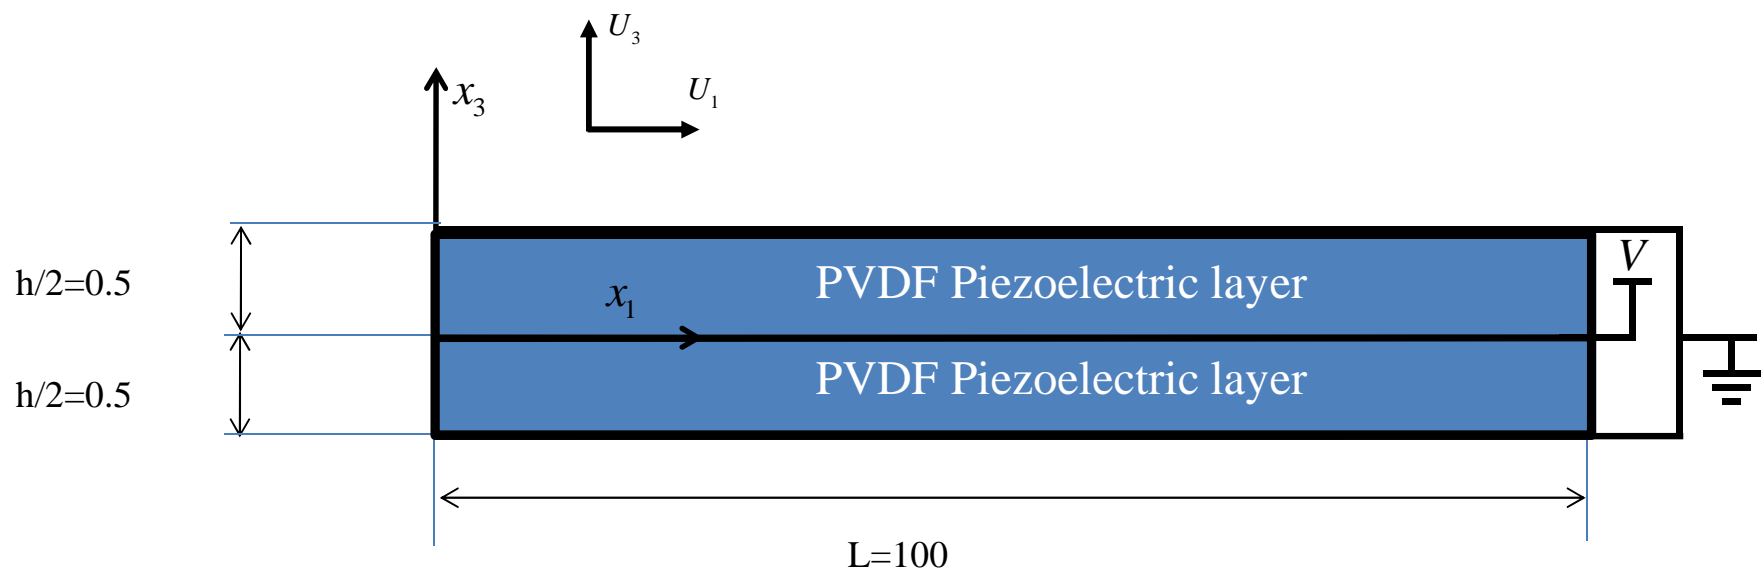 U₃
x₃
U₁
V
h/2=0.5
PVDF Piezoelectric layer
x₁
h/2=0.5
PVDF Piezoelectric layer
L=100